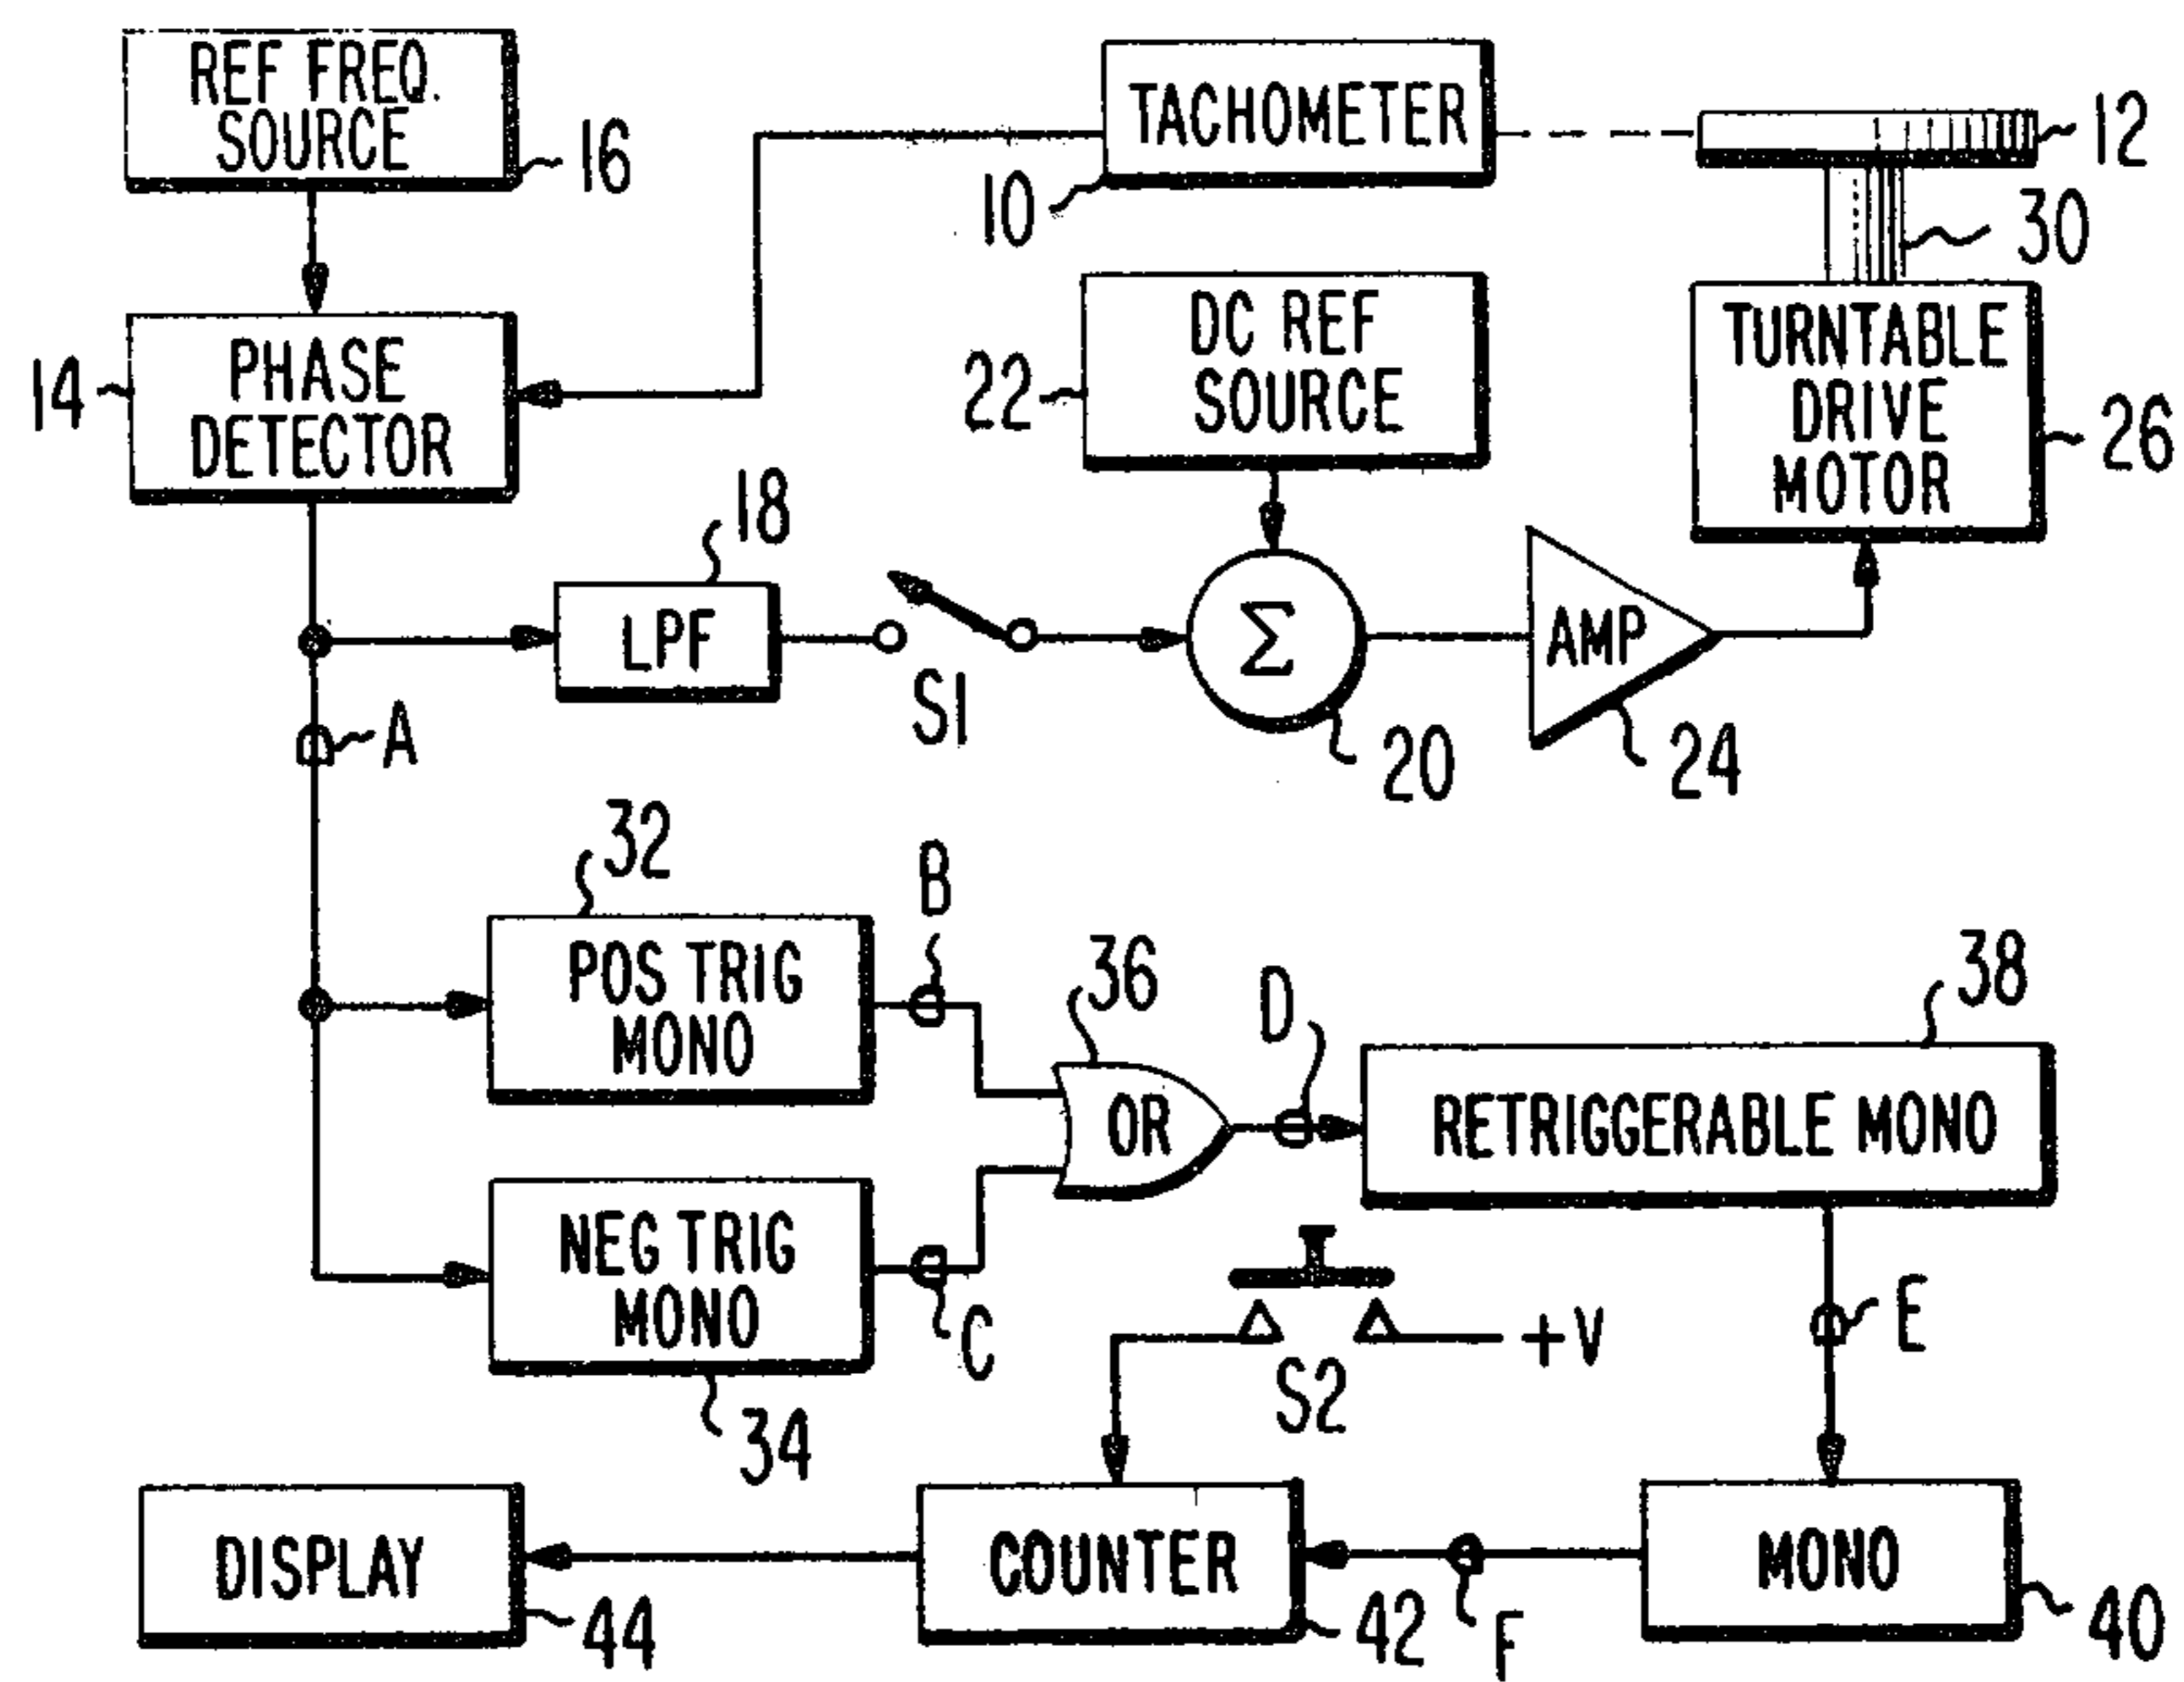 REF FREQ.
SOURCE
16
TACHOMETER
10
12
30
PHASE
DETECTOR
14
DC REF
SOURCE
22
TURNTABLE
DRIVE
MOTOR
26
18
LPF
S1
Σ
20
AMP
24
A
32
POS TRIG
MONO
B
36
OR
D
38
RETRIGGERABLE MONO
NEG TRIG
MONO
34
C
S2
+V
E
DISPLAY
44
COUNTER
42
F
MONO
40